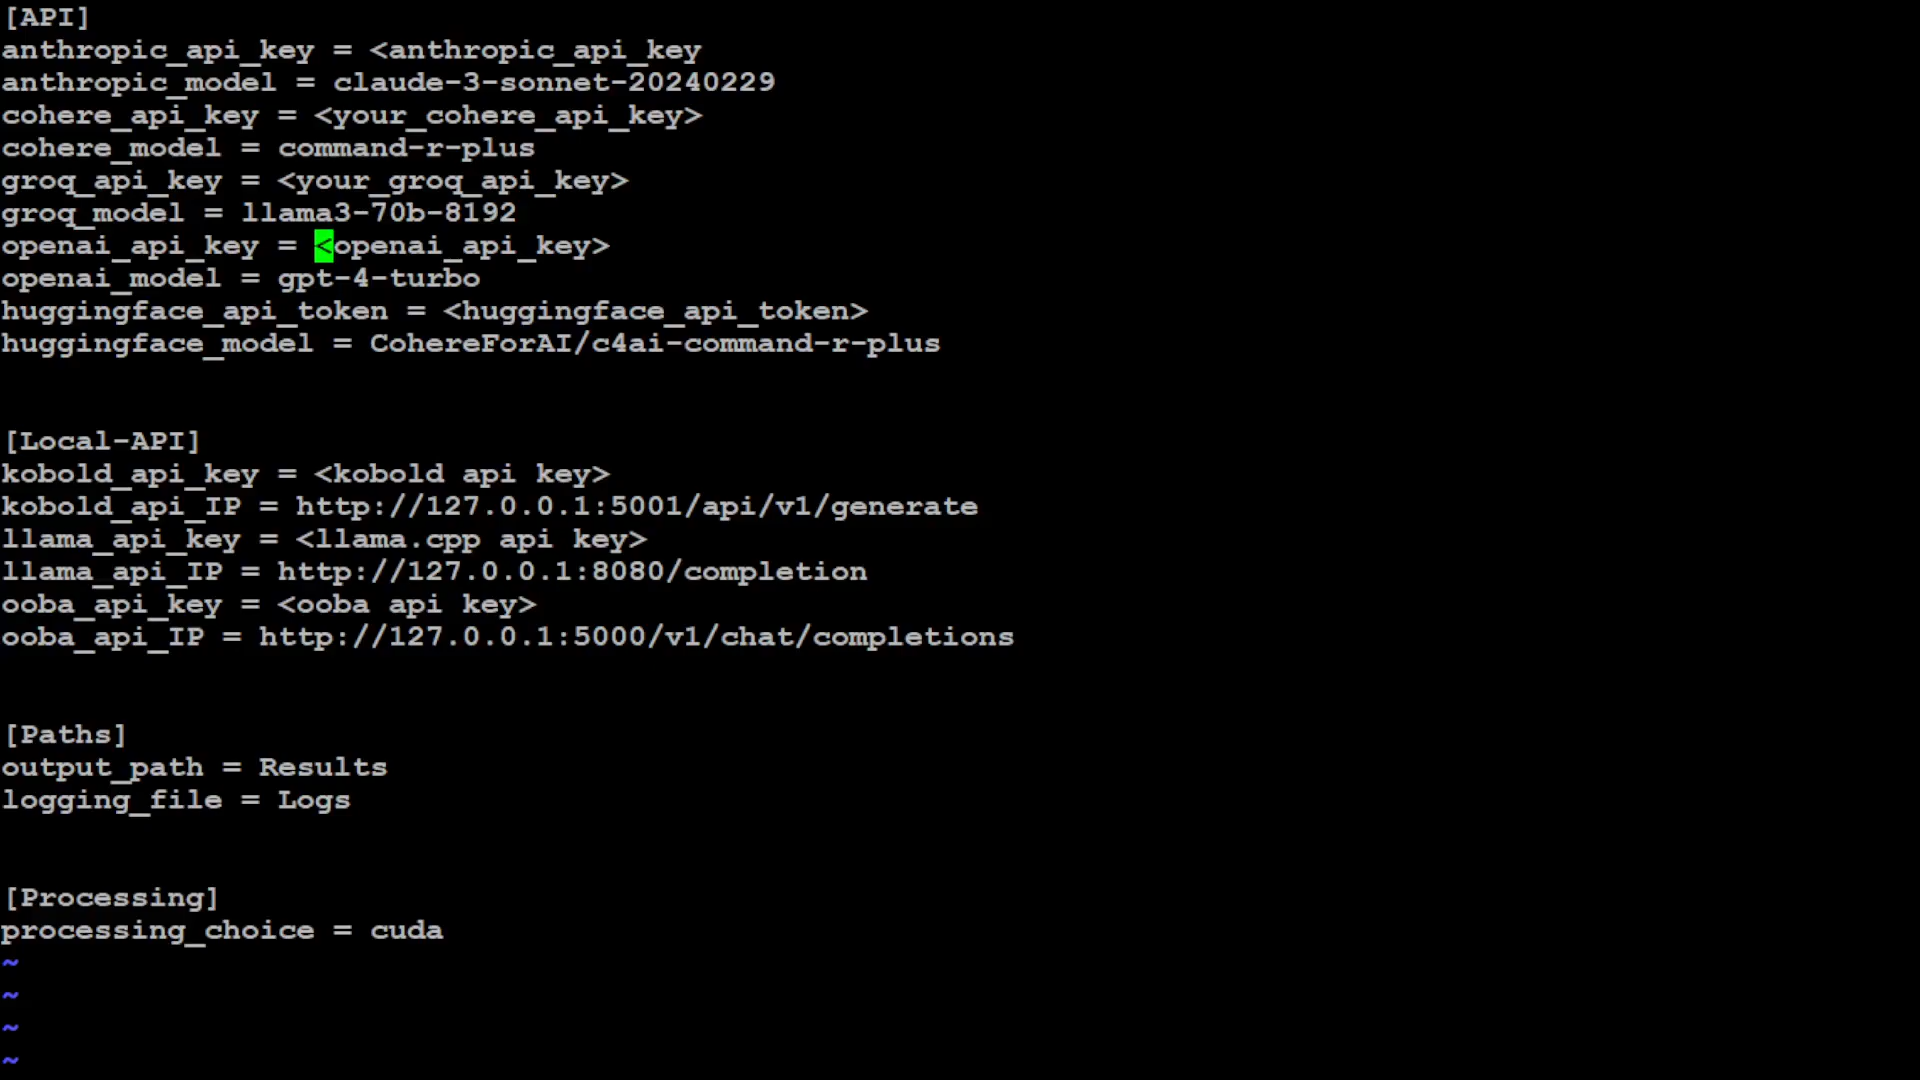 [API]
anthropic_api_key = <anthropic_api_key
anthropic_model = claude-3-sonnet-20240229
cohere_api_key = <your_cohere_api_key>
cohere_model = command-r-plus
groq_api_key = <your_groq_api_key>
groq_model = llama3-70b-8192
openai_api_key = <openai_api_key>
openai_model = gpt-4-turbo
huggingface_api_token = <huggingface_api_token>
huggingface_model = CohereForAI/c4ai-command-r-plus
[Local-API]
kobold_api_key = <kobold api key>
kobold_api_IP = http://127.0.0.1:5001/api/v1/generate
llama_api_key = <llama.cpp api key>
llama_api_IP = http://127.0.0.1:8080/completion
ooba_api_key = <ooba api key>
ooba_api_IP = http://127.0.0.1:5000/v1/chat/completions
[Paths]
output_path = Results
logging_file = Logs
[Processing]
processing_choice = cuda
~
~
~
~